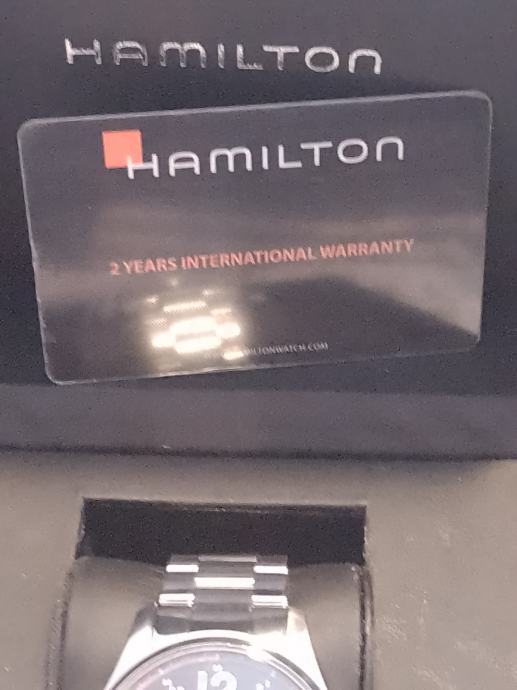 HAMILTON
HAMILTON
2 YEARS INTERNATIONAL WARRANTY
12